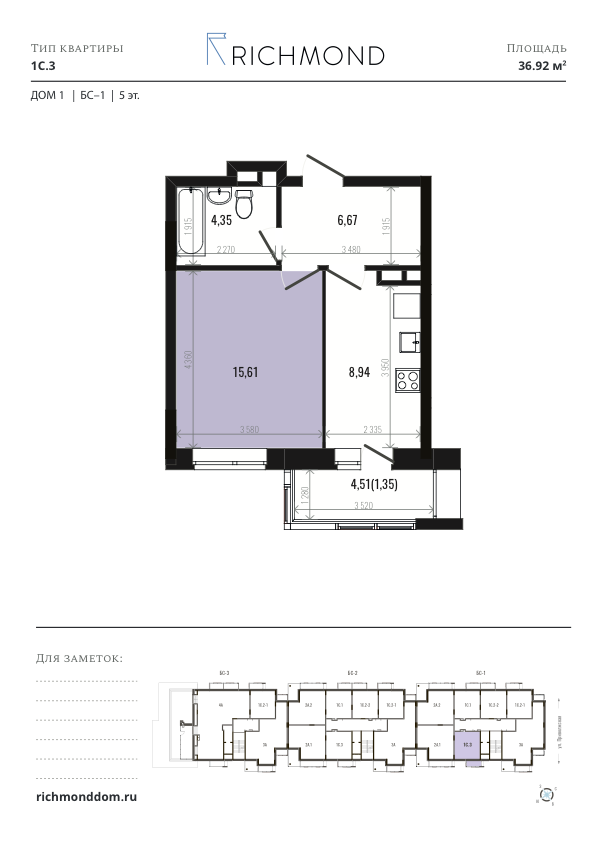 Тип квартиры
1С.3
RICHMOND
Площадь
36.92 м²
ДОМ 1 | БС–1 | 5 эт.
4,35
6,67
1 915
1 915
2 270
3 480
4 360
15,61
8,94
3 950
3 580
2 335
4,51(1,35)
1 280
3 520
Для заметок:
БС-3
БС-2
БС-1
1С.3
richmonddom.ru